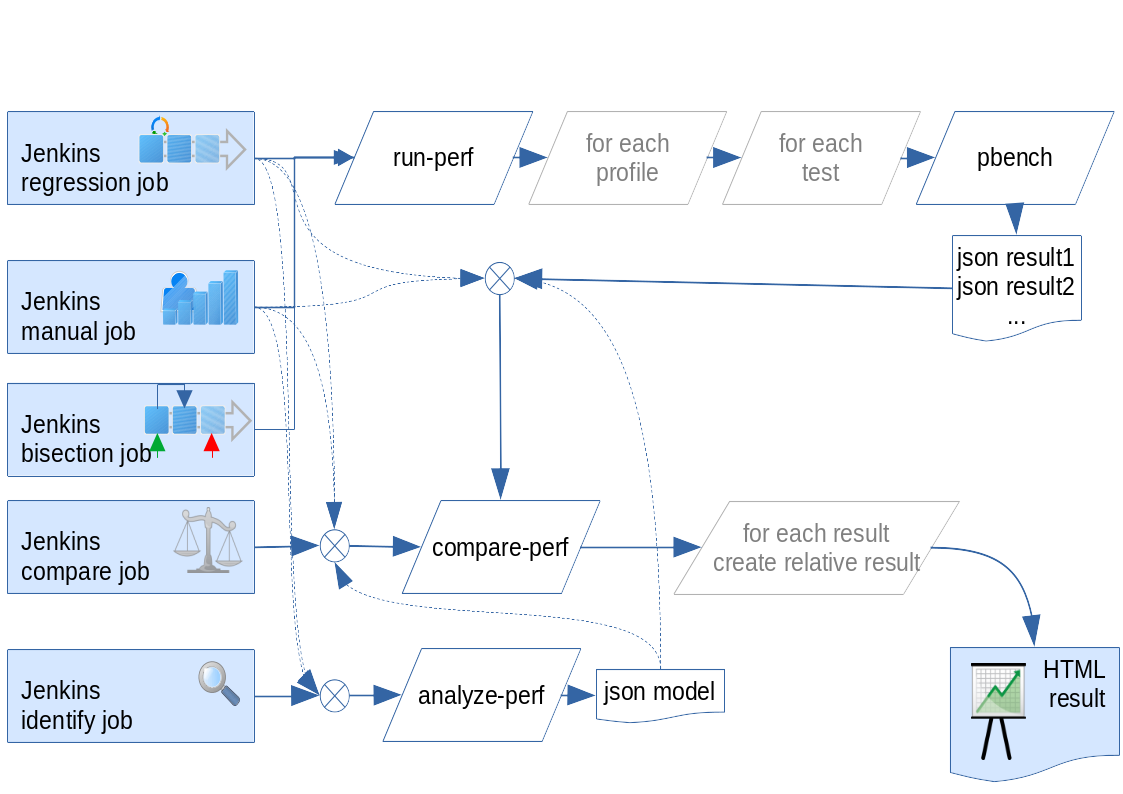 Jenkins
regression job
run-perf
for each
profile
for each
test
pbench
json result1
json result2
...
Jenkins
manual job
Jenkins
bisection job
Jenkins
compare job
compare-perf
for each result
create relative result
Jenkins
identify job
analyze-perf
json model
HTML
result